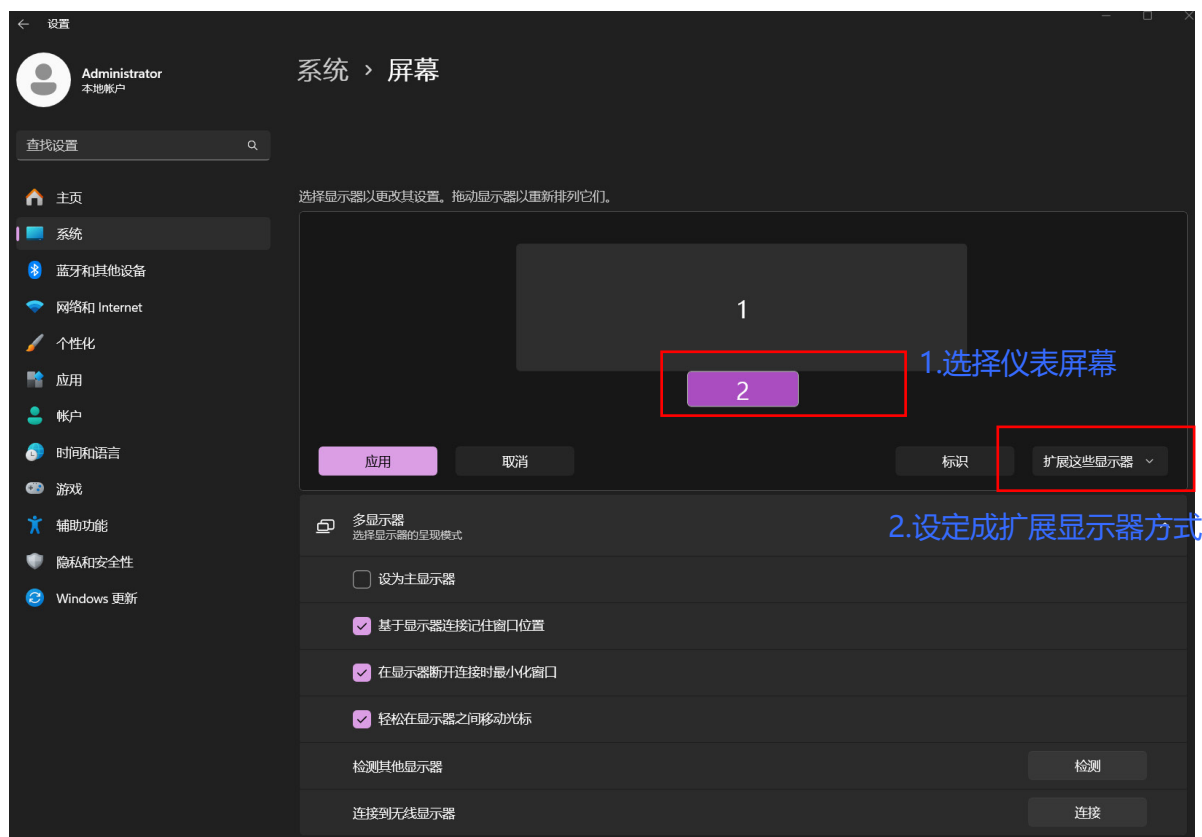 设置
Administrator
本地帐户
查找设置
主页
系统
蓝牙和其他设备
网络和 Internet
个性化
应用
帐户
时间和语言
游戏
辅助功能
隐私和安全性
Windows 更新
系统 › 屏幕
选择显示器以更改其设置。拖动显示器以重新排列它们。
1
1.选择仪表屏幕
2
应用 取消 标识 扩展这些显示器
2.设定成扩展显示器方式
多显示器
选择显示器的呈现模式
设为主显示器
基于显示器连接记住窗口位置
在显示器断开连接时最小化窗口
轻松在显示器之间移动光标
检测其他显示器 检测
连接到无线显示器 连接